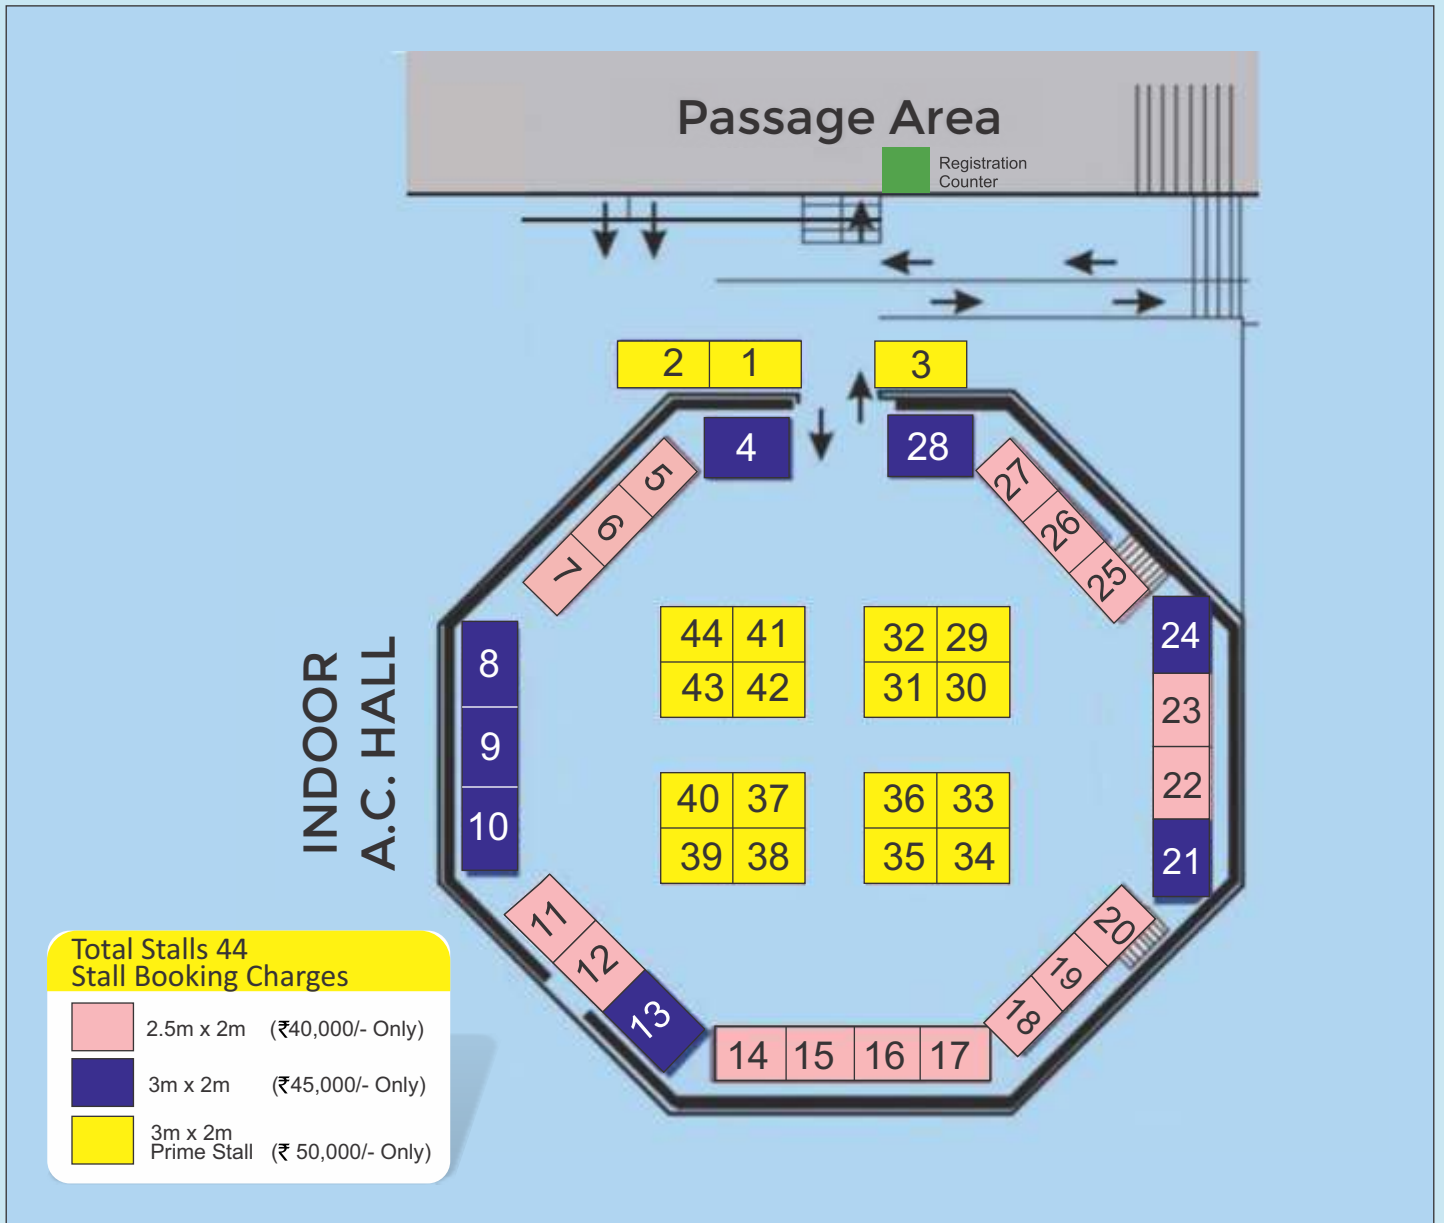 Passage Area
Registration
Counter
2 1 3
4 28
5 27
6 26
7 25
44 41 32 29
43 42 31 30
8 24
9 23
10 22
21
INDOOR
A.C. HALL
40 37 36 33
39 38 35 34
11 20
12 19
13 18
14 15 16 17
Total Stalls 44
Stall Booking Charges
2.5m x 2m (₹40,000/- Only)
3m x 2m (₹45,000/- Only)
3m x 2m
Prime Stall (₹ 50,000/- Only)